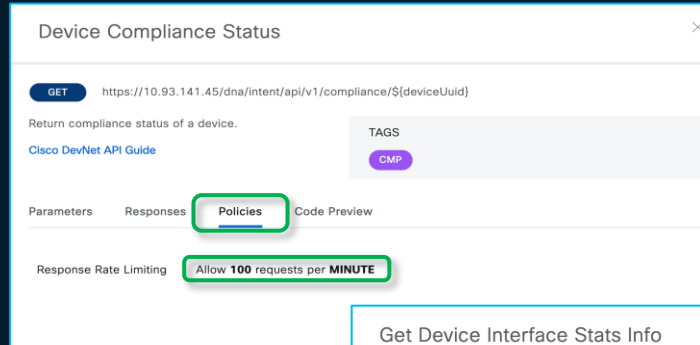 Device Compliance Status
GET https://10.93.141.45/dna/intent/api/v1/compliance/${deviceUuid}
Return compliance status of a device.
Cisco DevNet API Guide
TAGS
CMP
Parameters Responses Policies Code Preview
Response Rate Limiting Allow 100 requests per MINUTE
Get Device Interface Stats Info